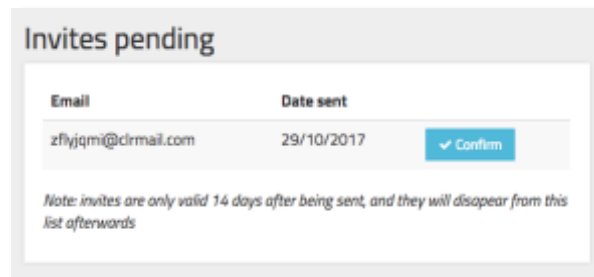 Invites pending
Email Date sent
zflyjqmi@clrmail.com 29/10/2017 ✓ Confirm
Note: invites are only valid 14 days after being sent, and they will disapear from this
list afterwards